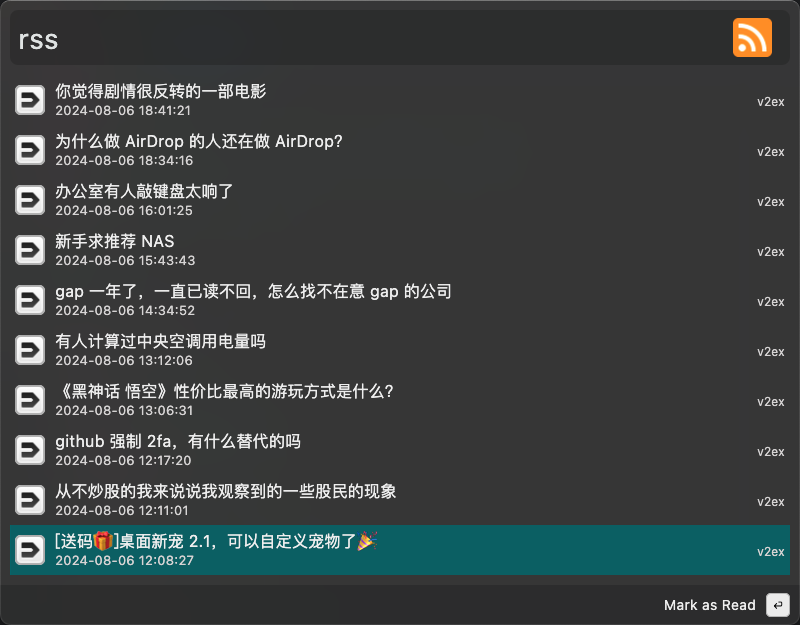 rss
你觉得剧情很反转的一部电影
2024-08-06 18:41:21
v2ex
为什么做 AirDrop 的人还在做 AirDrop?
2024-08-06 18:34:16
v2ex
办公室有人敲键盘太响了
2024-08-06 16:01:25
v2ex
新手求推荐 NAS
2024-08-06 15:43:43
v2ex
gap 一年了，一直已读不回，怎么找不在意 gap 的公司
2024-08-06 14:34:52
v2ex
有人计算过中央空调用电量吗
2024-08-06 13:12:06
v2ex
《黑神话 悟空》性价比最高的游玩方式是什么？
2024-08-06 13:06:31
v2ex
github 强制 2fa，有什么替代的吗
2024-08-06 12:17:20
v2ex
从不炒股的我来说说我观察到的一些股民的现象
2024-08-06 12:11:01
v2ex
[送码🎁]桌面新宠 2.1，可以自定义宠物了🎉
2024-08-06 12:08:27
v2ex
Mark as Read